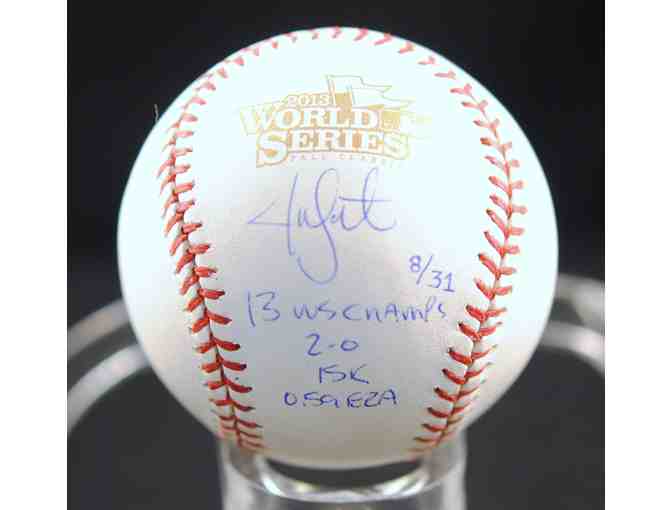 2013
WORLD
SERIES
FALL CLASSIC
8/31
13 WS CHAMPS
2-0
15K
0.59 ERA